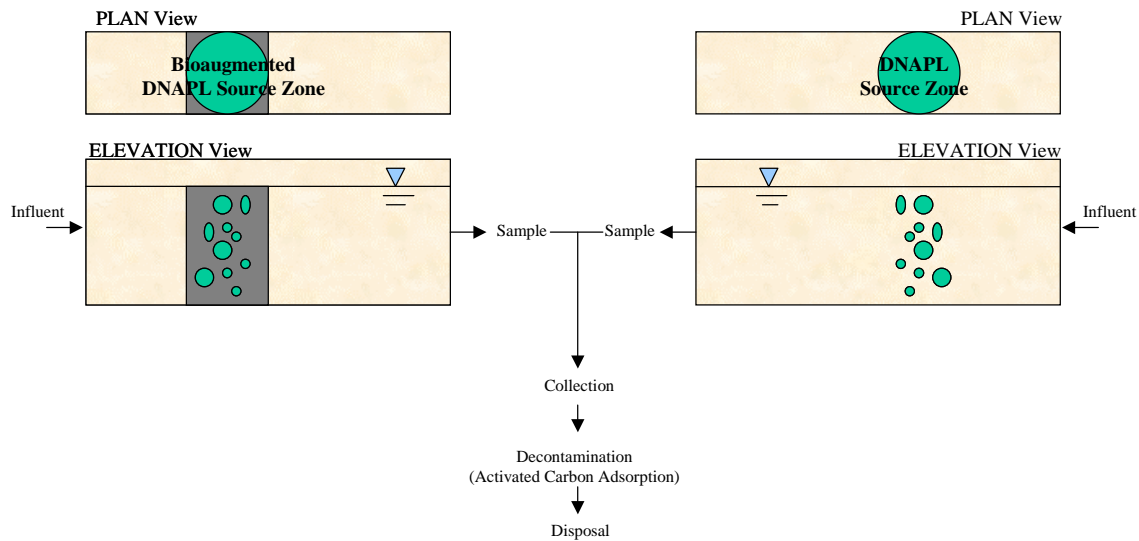 PLAN View
Bioaugmented
DNAPL Source Zone
ELEVATION View
Influent
Sample
PLAN View
DNAPL
Source Zone
ELEVATION View
Influent
Sample
Collection
Decontamination
(Activated Carbon Adsorption)
Disposal